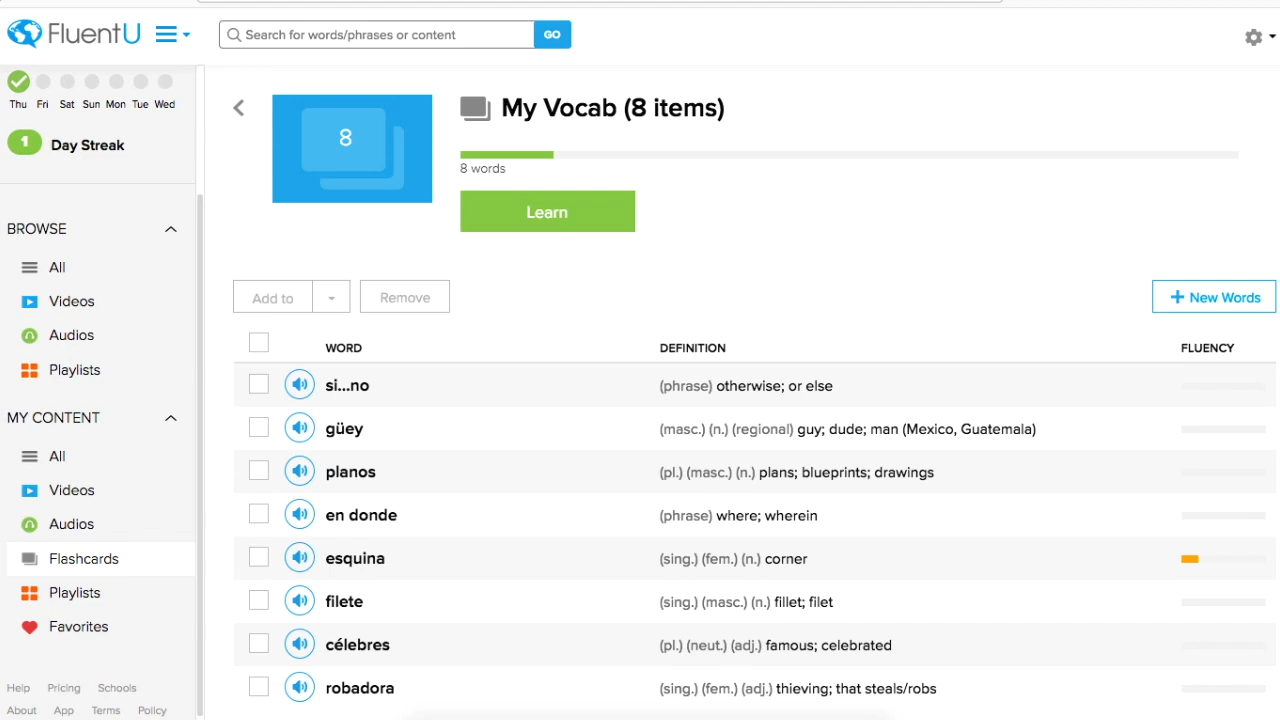 FluentU
Search for words/phrases or content
GO
Thu Fri Sat Sun Mon Tue Wed
1 Day Streak
BROWSE
All
Videos
Audios
Playlists
MY CONTENT
All
Videos
Audios
Flashcards
Playlists
Favorites
Help Pricing Schools
About App Terms Policy
8
My Vocab (8 items)
8 words
Learn
Add to
Remove
+ New Words
WORD DEFINITION FLUENCY
si...no (phrase) otherwise; or else
güey (masc.) (n.) (regional) guy; dude; man (Mexico, Guatemala)
planos (pl.) (masc.) (n.) plans; blueprints; drawings
en donde (phrase) where; wherein
esquina (sing.) (fem.) (n.) corner
filete (sing.) (masc.) (n.) fillet; filet
célebres (pl.) (neut.) (adj.) famous; celebrated
robadora (sing.) (fem.) (adj.) thieving; that steals/robs